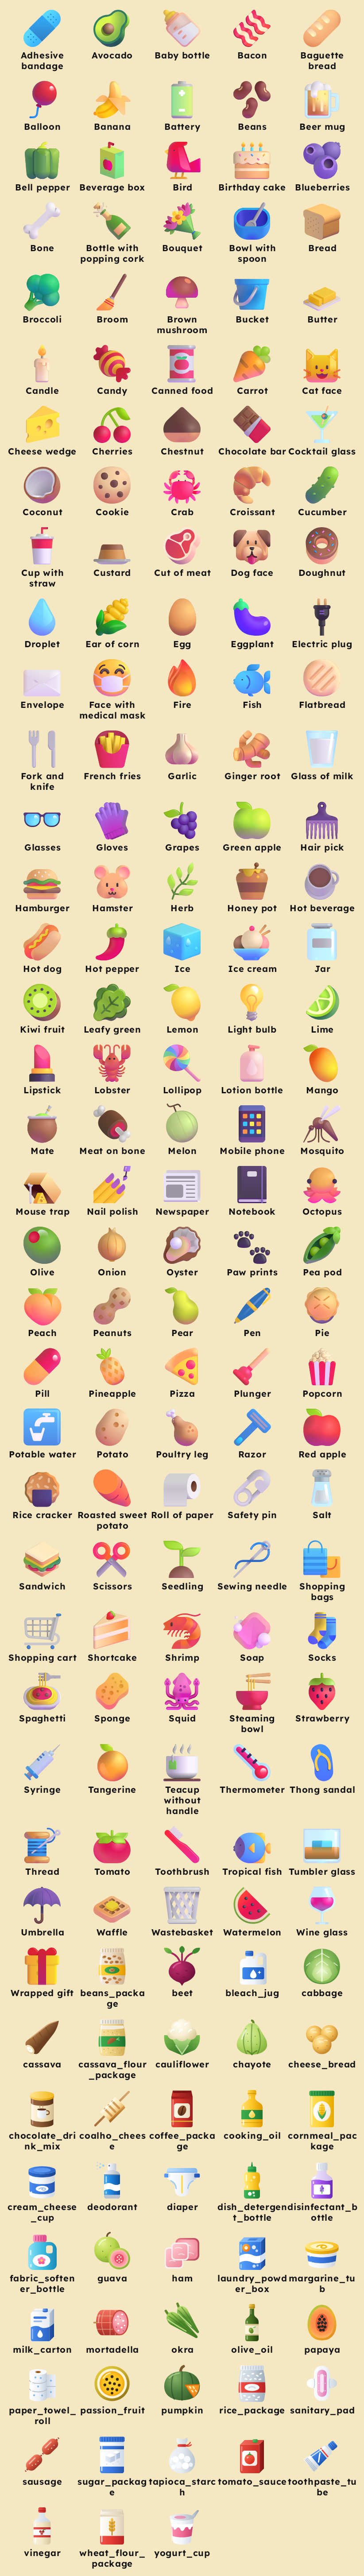 Adhesive Avocado Baby bottle Bacon Baguette
bandage bread
Balloon Banana Battery Beans Beer mug
Bell pepper Beverage box Bird Birthday cake Blueberries
Bone Bottle with Bouquet Bowl with Bread
popping cork spoon
Broccoli Broom Brown Bucket Butter
mushroom
Candle Candy Canned food Carrot Cat face
Cheese wedge Cherries Chestnut Chocolate bar Cocktail glass
Coconut Cookie Crab Croissant Cucumber
Cup with Custard Cut of meat Dog face Doughnut
straw
Droplet Ear of corn Egg Eggplant Electric plug
Envelope Face with Fire Fish Flatbread
medical mask
Fork and French fries Garlic Ginger root Glass of milk
knife
Glasses Gloves Grapes Green apple Hair pick
Hamburger Hamster Herb Honey pot Hot beverage
Hot dog Hot pepper Ice Ice cream Jar
Kiwi fruit Leafy green Lemon Light bulb Lime
Lipstick Lobster Lollipop Lotion bottle Mango
Mate Meat on bone Melon Mobile phone Mosquito
Mouse trap Nail polish Newspaper Notebook Octopus
Olive Onion Oyster Paw prints Pea pod
Peach Peanuts Pear Pen Pie
Pill Pineapple Pizza Plunger Popcorn
Potable water Potato Poultry leg Razor Red apple
Rice cracker Roasted sweet Roll of paper Safety pin Salt
potato
Sandwich Scissors Seedling Sewing needle Shopping
bags
Shopping cart Shortcake Shrimp Soap Socks
Spaghetti Sponge Squid Steaming Strawberry
bowl
Syringe Tangerine Teacup Thermometer Thong sandal
without
handle
Thread Tomato Toothbrush Tropical fish Tumbler glass
Umbrella Waffle Wastebasket Watermelon Wine glass
Wrapped gift beans_packa beet bleach_jug cabbage
ge
cassava cassava_flour cauliflower chayote cheese_bread
_package
chocolate_dri coalho_chees coffee_packa cooking_oil cornmeal_pac
nk_mix e ge kage
cream_cheese deodorant diaper dish_detergen disinfectant_b
_cup t_bottle ottle
fabric_soften guava ham laundry_powd margarine_tu
er_bottle er_box b
milk_carton mortadella okra olive_oil papaya
paper_towel_ passion_fruit pumpkin rice_package sanitary_pad
roll
sausage sugar_packag tapioca_starc tomato_sauce toothpaste_tu
e h be
vinegar wheat_flour_ yogurt_cup
package